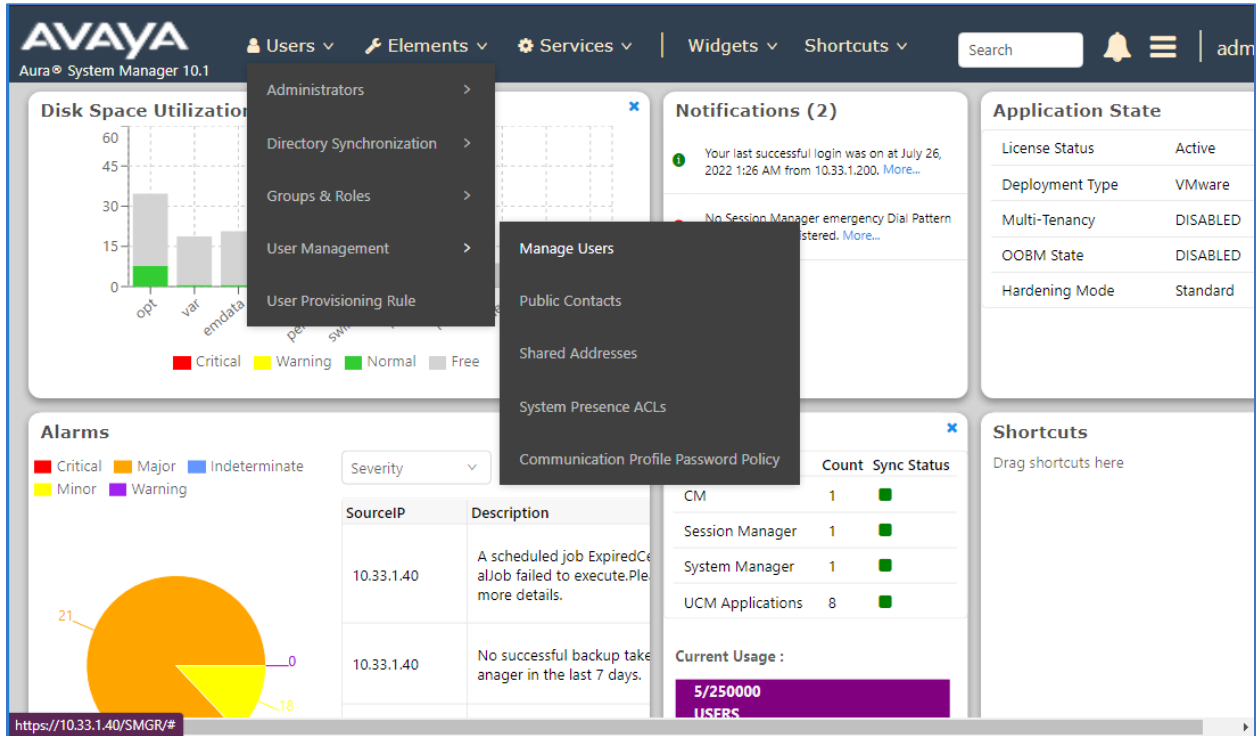 AVAYA
Aura® System Manager 10.1
Users
Elements
Services
Widgets
Shortcuts
Search
Disk Space Utilization
60
45
30
15
0
opt
var
emdata
Critical
Warning
Normal
Free
Administrators
Directory Synchronization
Groups & Roles
User Management
User Provisioning Rule
Manage Users
Public Contacts
Shared Addresses
System Presence ACLs
Communication Profile Password Policy
Notifications (2)
Your last successful login was on at July 26,
2022 1:26 AM from 10.33.1.200. More...
No Session Manager emergency Dial Pattern
More...
Application State
License Status Active
Deployment Type VMware
Multi-Tenancy DISABLED
OOBM State DISABLED
Hardening Mode Standard
Alarms
Critical
Major
Indeterminate
Minor
Warning
21
0
18
Severity
SourceIP Description
10.33.1.40
A scheduled job ExpiredCe
alJob failed to execute.Ple
more details.
10.33.1.40
No successful backup take
anager in the last 7 days.
Count Sync Status
CM 1
Session Manager 1
System Manager 1
UCM Applications 8
Current Usage :
5/250000
USERS
Shortcuts
Drag shortcuts here
https://10.33.1.40/SMGR/#